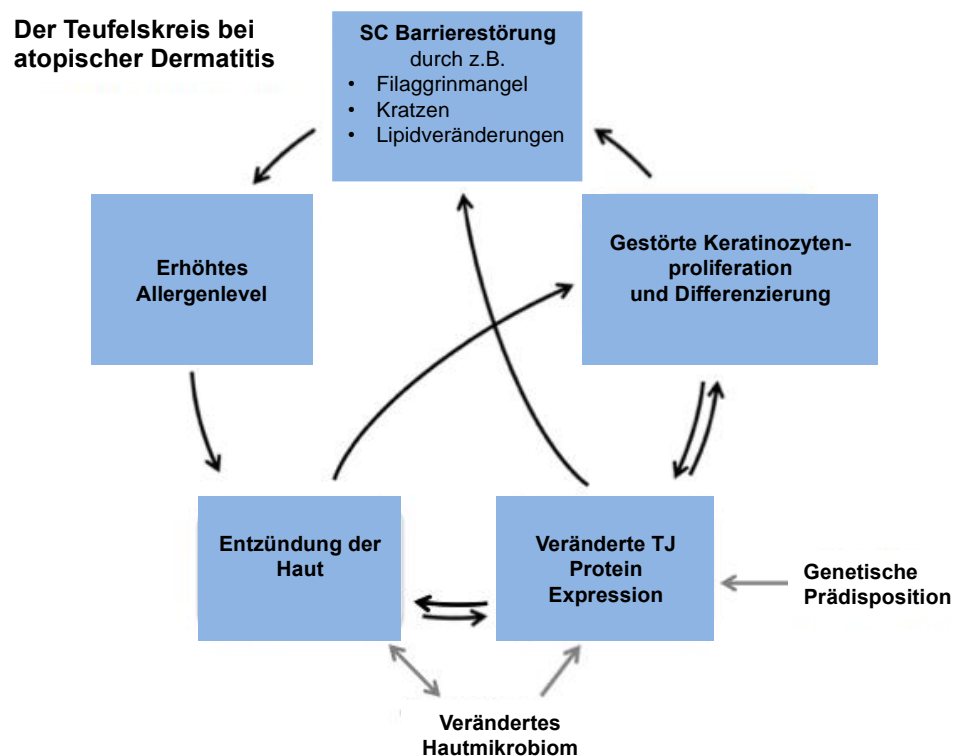 Der Teufelskreis bei
atopischer Dermatitis
SC Barrierestörung
durch z.B.
• Filaggrinmangel
• Kratzen
• Lipidveränderungen
Erhöhtes
Allergenlevel
Gestörte Keratinozyten-
proliferation
und Differenzierung
Entzündung der
Haut
Veränderte TJ
Protein
Expression
Genetische
Prädisposition
Verändertes
Hautmikrobiom